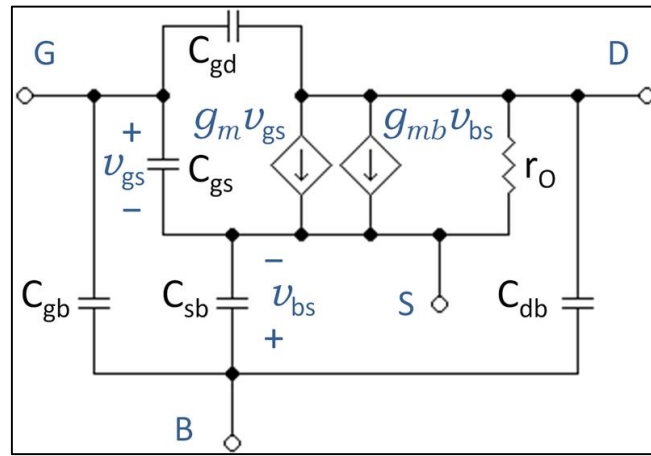 G
C_gd
D
+
v_gs
−
C_gs
g_m v_gs
g_mb v_bs
r_O
C_gb
C_sb
−
v_bs
+
S
C_db
B